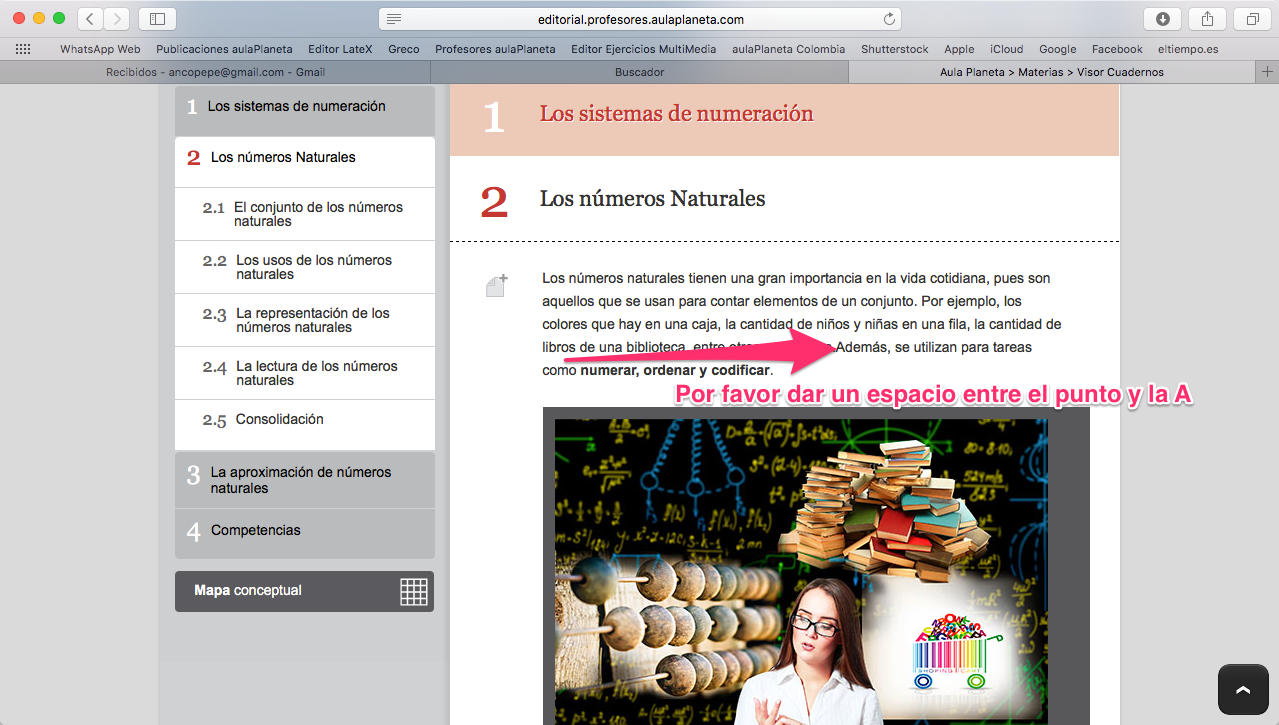 editorial.profesores.aulaplaneta.com
WhatsApp Web Publicaciones aulaPlaneta Editor LateX Greco Profesores aulaPlaneta Editor Ejercicios MultiMedia aulaPlaneta Colombia Shutterstock Apple iCloud Google Facebook eltiempo.es
Recibidos - ancopepe@gmail.com - Gmail Buscador Aula Planeta > Materias > Visor Cuadernos
1 Los sistemas de numeración
2 Los números Naturales
2.1 El conjunto de los números
naturales
2.2 Los usos de los números
naturales
2.3 La representación de los
números naturales
2.4 La lectura de los números
naturales
2.5 Consolidación
3 La aproximación de números
naturales
4 Competencias
Mapa conceptual
1 Los sistemas de numeración
2 Los números Naturales
Los números naturales tienen una gran importancia en la vida cotidiana, pues son
aquellos que se usan para contar elementos de un conjunto. Por ejemplo, los
colores que hay en una caja, la cantidad de niños y niñas en una fila, la cantidad de
libros de una biblioteca, entre .Además, se utilizan para tareas
como numerar, ordenar y codificar.
Por favor dar un espacio entre el punto y la A
SHOPING CART